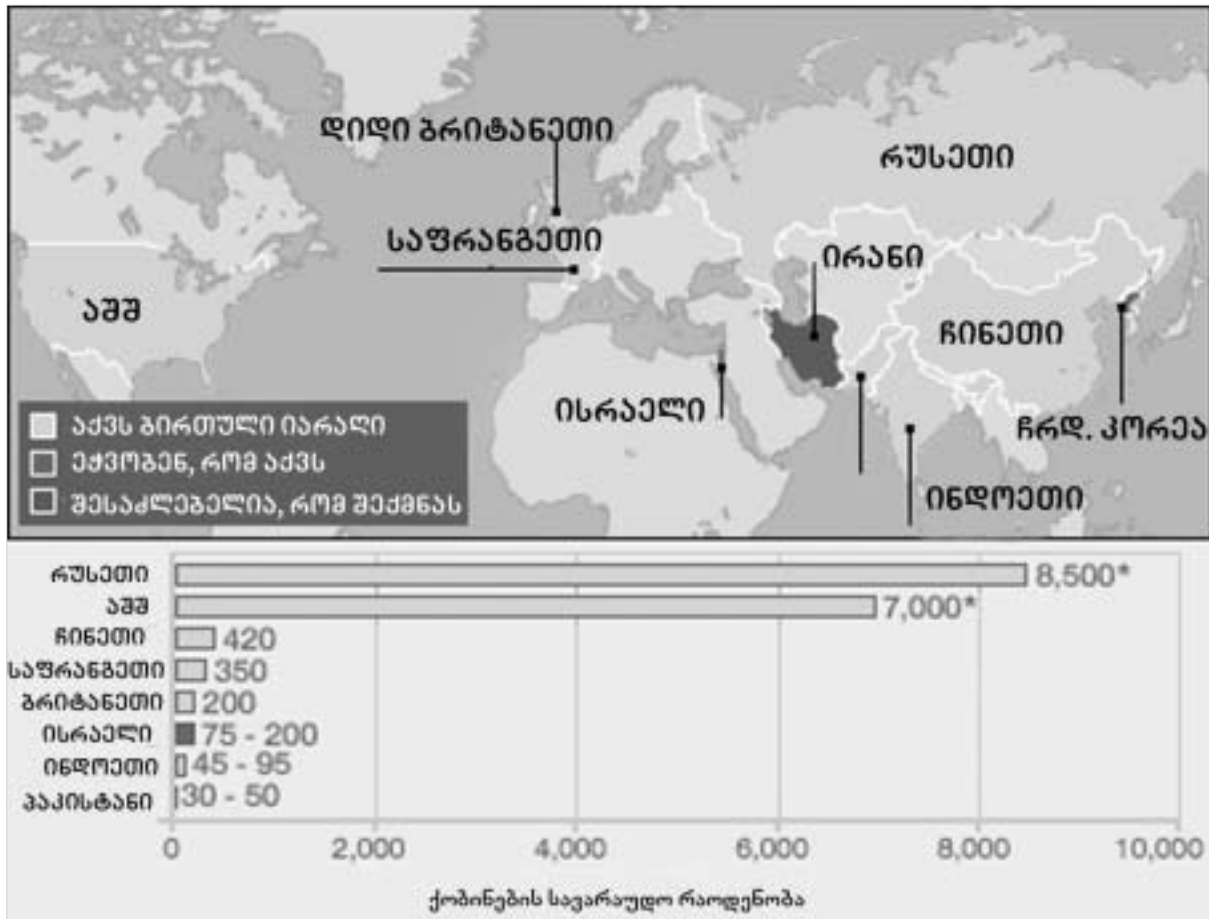 დიდი ბრიტანეთი
რუსეთი
საფრანგეთი
ირანი
აშშ
ჩინეთი
ისრაელი
ჩრდ. კორეა
ინდოეთი
აქვს ბირთული იარაღი
ეჭვობენ, რომ აქვს
შესაძლებელია, რომ შექმნას
რუსეთი 8,500*
აშშ 7,000*
ჩინეთი 420
საფრანგეთი 350
ბრიტანეთი 200
ისრაელი 75 - 200
ინდოეთი 45 - 95
პაკისტანი 30 - 50
0 2,000 4,000 6,000 8,000 10,000
ქობინების სავარაუდო რაოდენობა